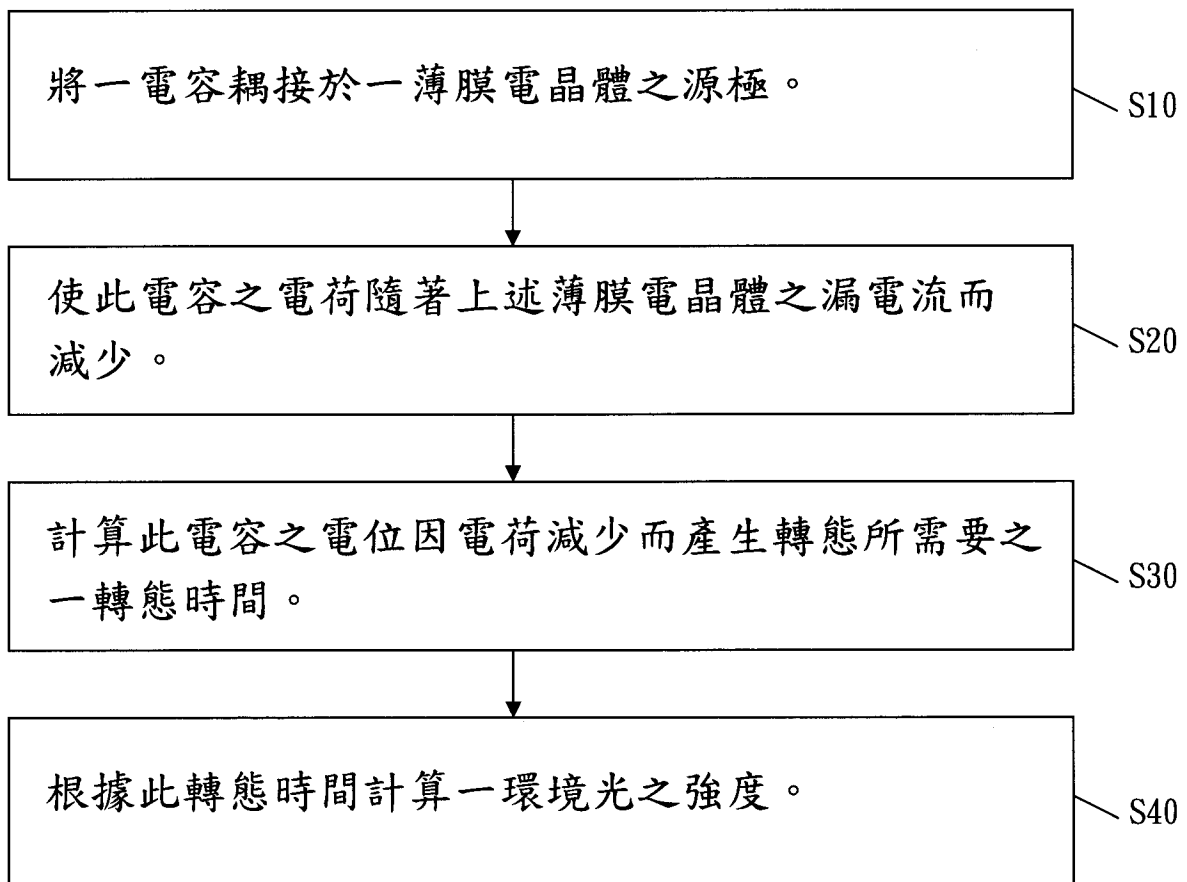 將一電容耦接於一薄膜電晶體之源極。
S10
使此電容之電荷隨著上述薄膜電晶體之漏電流而
減少。
S20
計算此電容之電位因電荷減少而產生轉態所需要之
一轉態時間。
S30
根據此轉態時間計算一環境光之強度。
S40